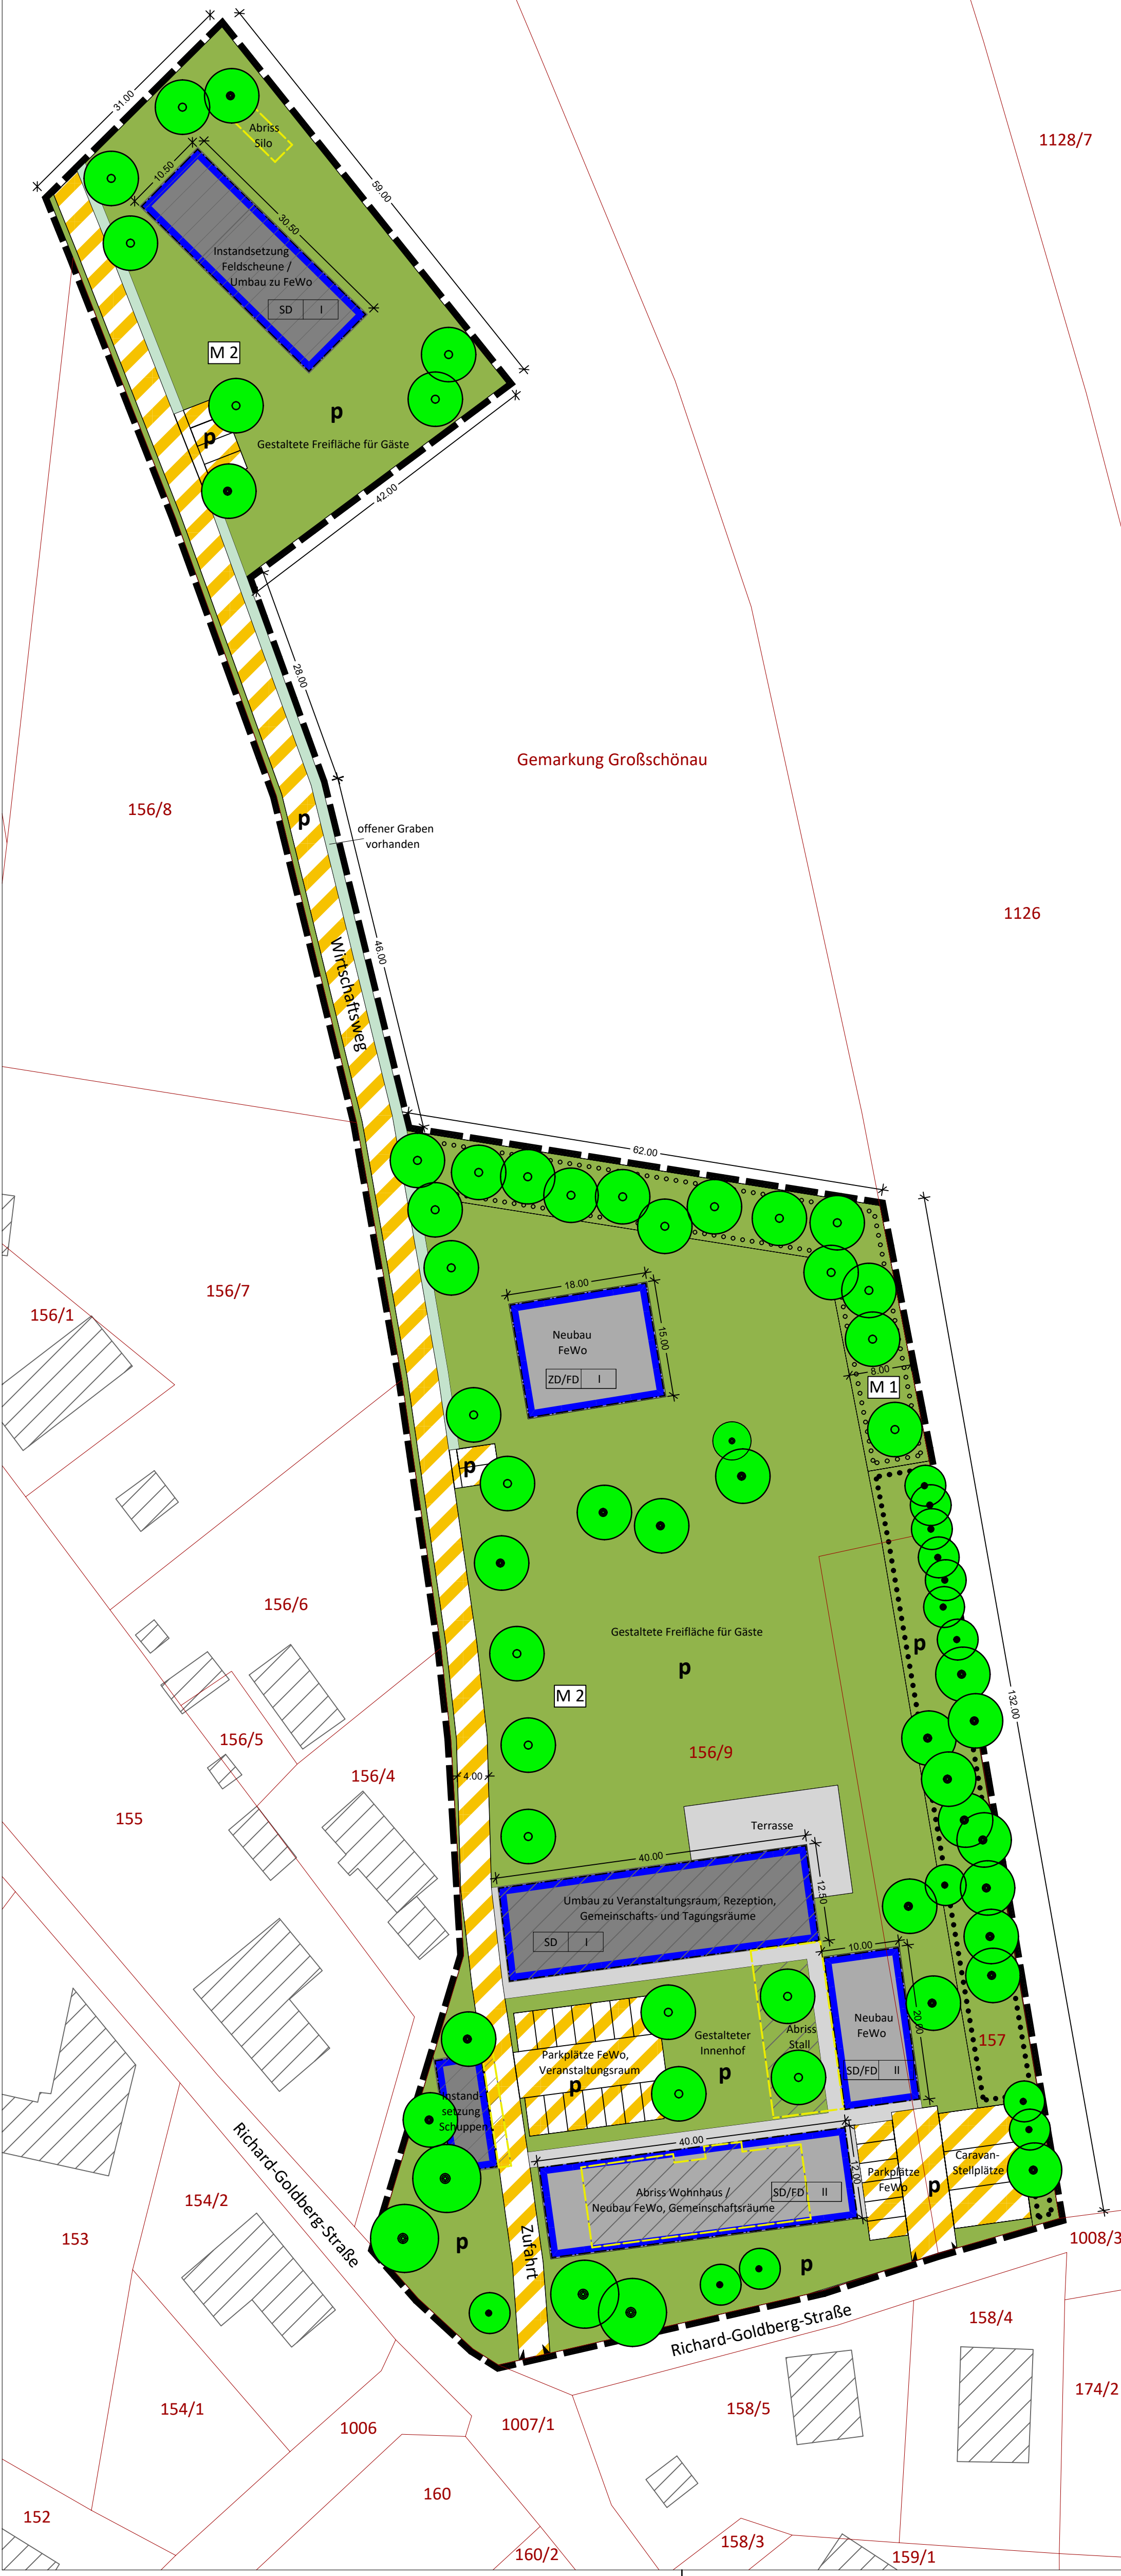 31.00
59.00
1128/7
Abriss
Silo
10.50
30.50
Instandsetzung
Feldscheune /
Umbau zu FeWo
SD I
M 2
p
p
Gestaltete Freifläche für Gäste
42.00
28.00
Gemarkung Großschönau
156/8
p
offener Graben
vorhanden
1126
46.00
Wirtschaftsweg
62.00
156/7
156/1
18.00
15.00
Neubau
FeWo
ZD/FD I
8.00
M 1
p
156/6
Gestaltete Freifläche für Gäste
p
p
M 2
132.00
156/5
156/9
156/4
4.00
155
Terrasse
40.00
12.50
Umbau zu Veranstaltungsraum, Rezeption,
Gemeinschafts- und Tagungsräume
SD I
10.00
20.00
Neubau
FeWo
SD/FD II
Gestalteter
Innenhof
p
Abriss
Stall
Parkplätze FeWo,
Veranstaltungsraum
p
157
Instand-
setzung
Schuppen
40.00
12.00
Abriss Wohnhaus /
Neubau FeWo, Gemeinschaftsräume
SD/FD II
Parkplätze
FeWo
p
Caravan-
Stellplätze
Richard-Goldberg-Straße
154/2
153
p
Zufahrt
p
1008/3
Richard-Goldberg-Straße
158/4
174/2
154/1
1006
1007/1
158/5
160
152
160/2
158/3
159/1